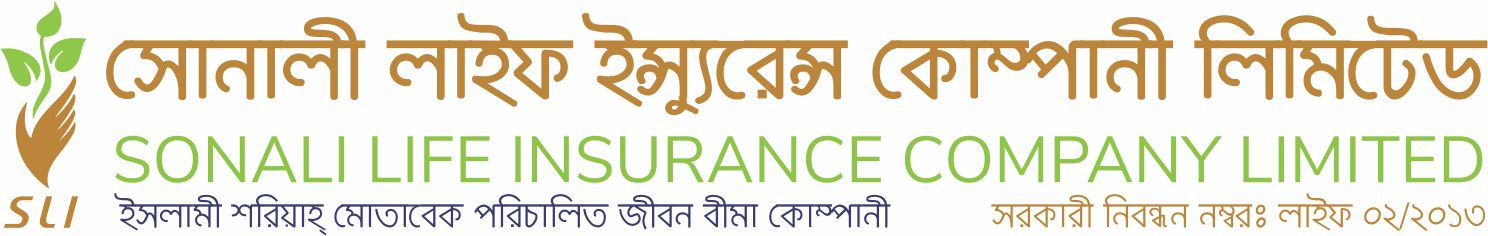 সোনালী লাইফ ইন্স্যুরেন্স কোম্পানী লিমিটেড
SONALI LIFE INSURANCE COMPANY LIMITED
SLI ইসলামী শরিয়াহ্ মোতাবেক পরিচালিত জীবন বীমা কোম্পানী সরকারী নিবন্ধন নম্বরঃ লাইফ ০২/২০১৩